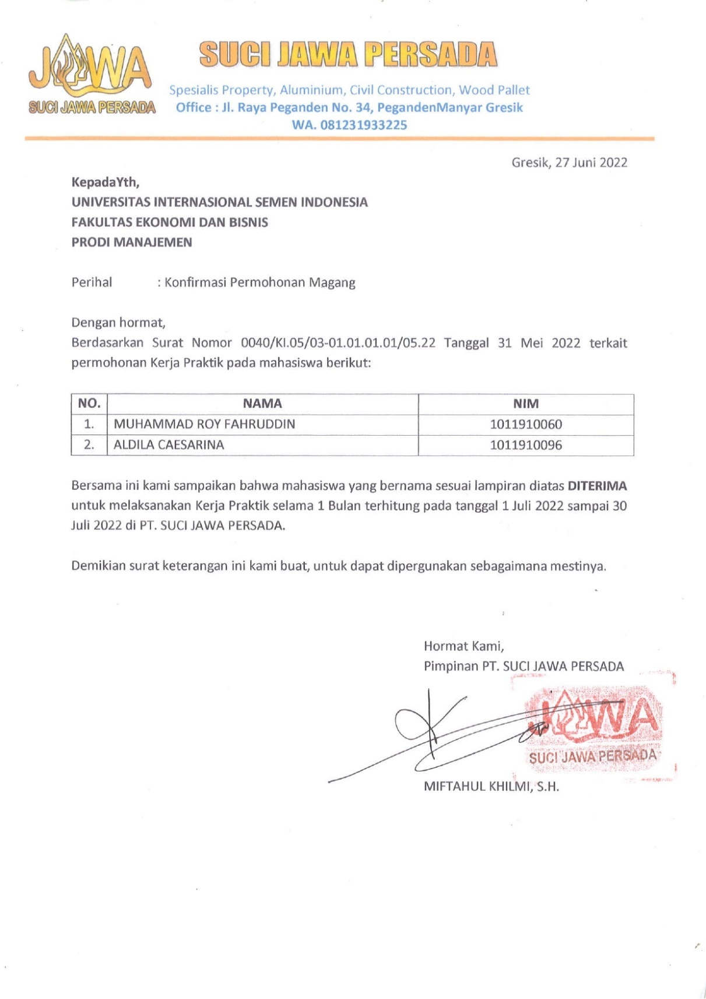 JAWA
SUCI JAWA PERSADA
SUCI JAWA PERSADA
Spesialis Property, Aluminium, Civil Construction, Wood Pallet
Office : Jl. Raya Peganden No. 34, PegandenManyar Gresik
WA. 081231933225
Gresik, 27 Juni 2022
KepadaYth,
UNIVERSITAS INTERNASIONAL SEMEN INDONESIA
FAKULTAS EKONOMI DAN BISNIS
PRODI MANAJEMEN
Perihal : Konfirmasi Permohonan Magang
Dengan hormat,
Berdasarkan Surat Nomor 0040/KI.05/03-01.01.01.01/05.22 Tanggal 31 Mei 2022 terkait
permohonan Kerja Praktik pada mahasiswa berikut:
NO. NAMA NIM
1. MUHAMMAD ROY FAHRUDDIN 1011910060
2. ALDILA CAESARINA 1011910096
Bersama ini kami sampaikan bahwa mahasiswa yang bernama sesuai lampiran diatas DITERIMA
untuk melaksanakan Kerja Praktik selama 1 Bulan terhitung pada tanggal 1 Juli 2022 sampai 30
Juli 2022 di PT. SUCI JAWA PERSADA.
Demikian surat keterangan ini kami buat, untuk dapat dipergunakan sebagaimana mestinya.
Hormat Kami,
Pimpinan PT. SUCI JAWA PERSADA
JAWA
SUCI JAWA PERSADA
MIFTAHUL KHILMI, S.H.